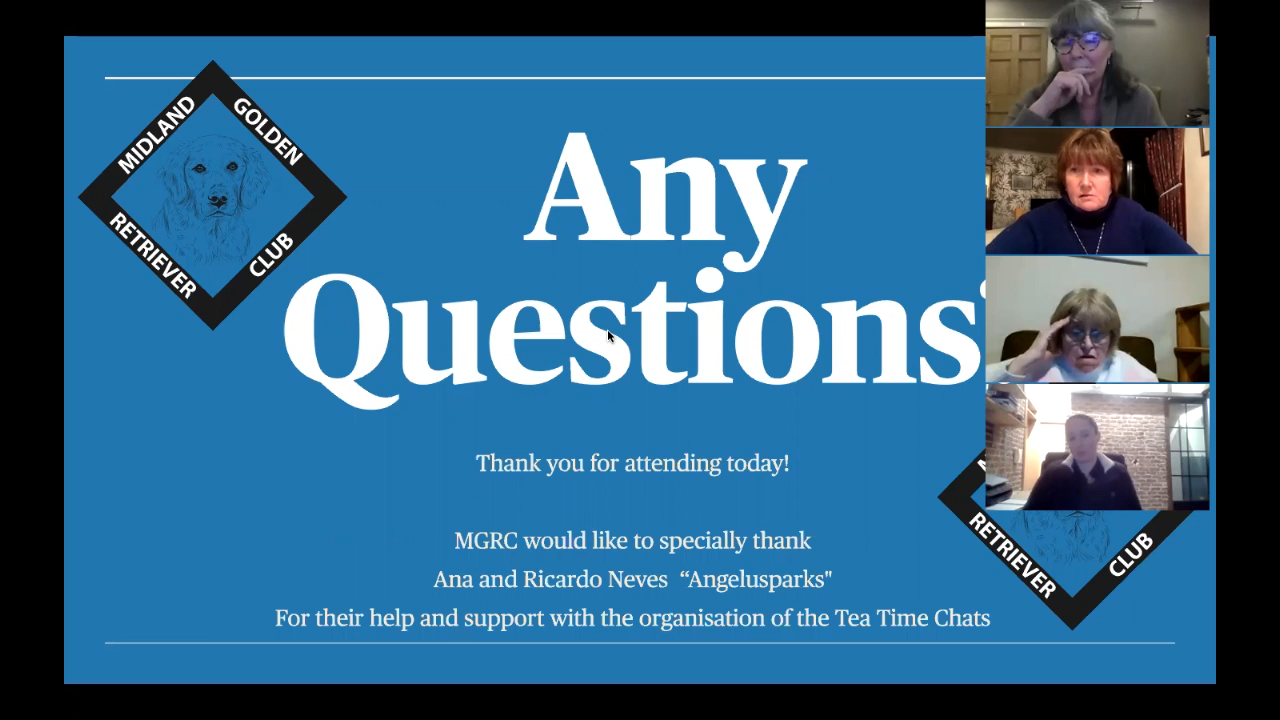 MIDLAND
GOLDEN
RETRIEVER
CLUB
Any
Questions
Thank you for attending today!
MGRC would like to specially thank
Ana and Ricardo Neves “Angelusparks"
For their help and support with the organisation of the Tea Time Chats
RETRIEVER
CLUB